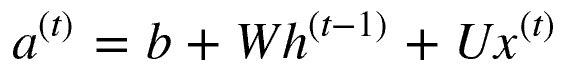 a^{(t)} = b + Wh^{(t−1)} + Ux^{(t)}